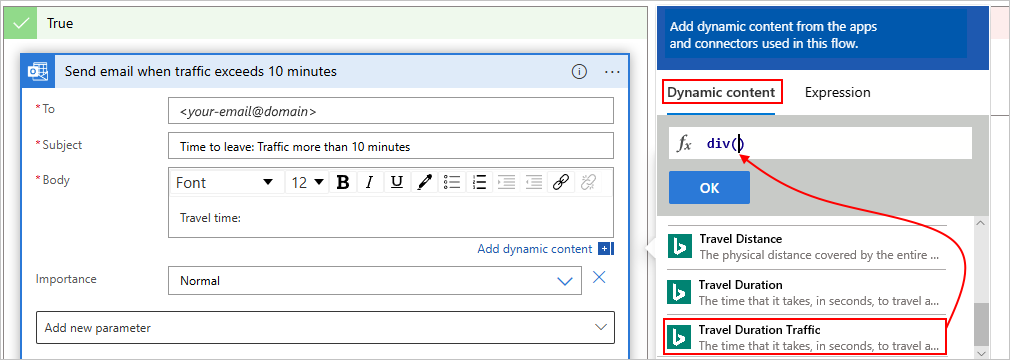 True
Send email when traffic exceeds 10 minutes
* To
<your-email@domain>
* Subject
Time to leave: Traffic more than 10 minutes
* Body
Font 12 B I U
Travel time:
Add dynamic content
Importance
Normal
Add new parameter
Add dynamic content from the apps
and connectors used in this flow.
Dynamic content Expression
fx div()
OK
Travel Distance
The physical distance covered by the entire ...
Travel Duration
The time that it takes, in seconds, to travel a...
Travel Duration Traffic
The time that it takes, in seconds, to travel a...